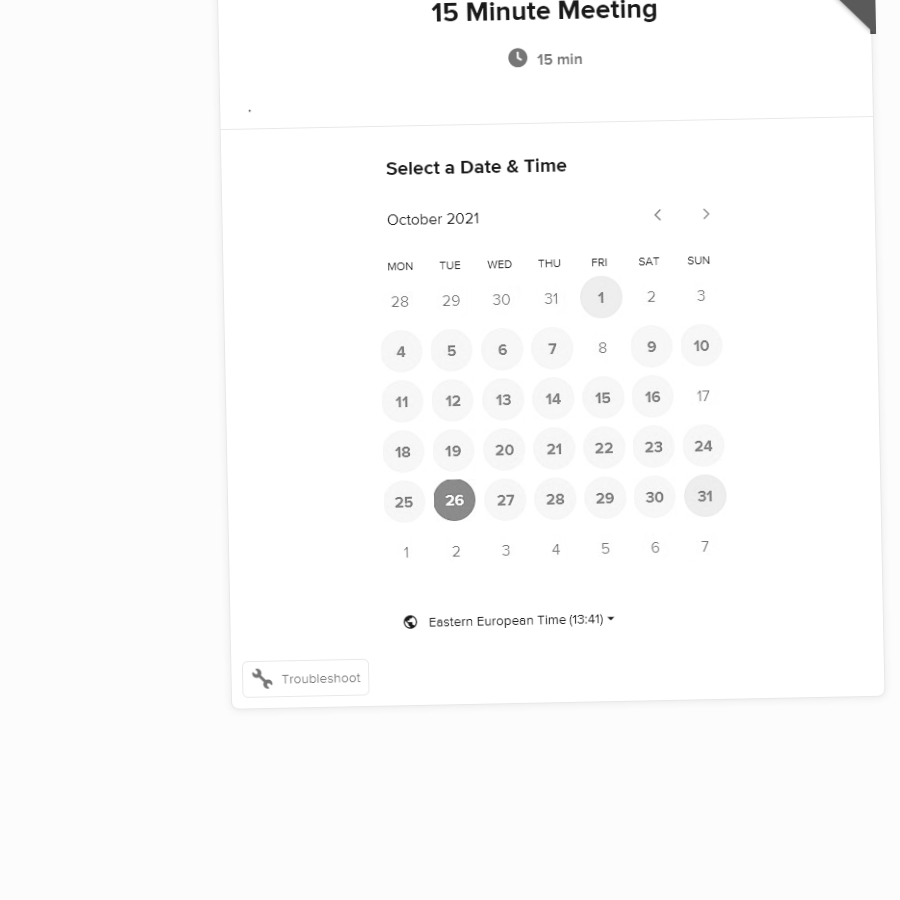 15 Minute Meeting
15 min
.
Select a Date & Time
October 2021
MON TUE WED THU FRI SAT SUN
28 29 30 31 1 2 3
4 5 6 7 8 9 10
11 12 13 14 15 16 17
18 19 20 21 22 23 24
25 26 27 28 29 30 31
1 2 3 4 5 6 7
Eastern European Time (13:41)
Troubleshoot